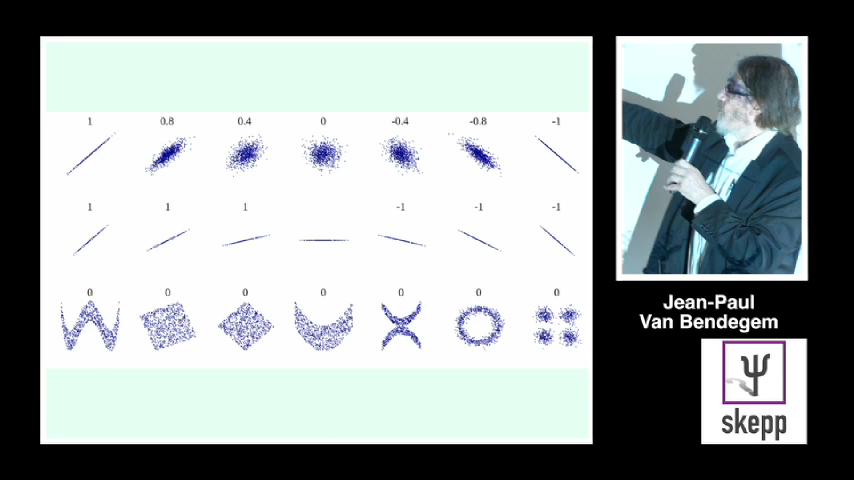 1 0.8 0.4 0 -0.4 -0.8 -1
1 1 1 -1 -1 -1
0 0 0 0 0 0 0
Jean-Paul
Van Bendegem
skepp